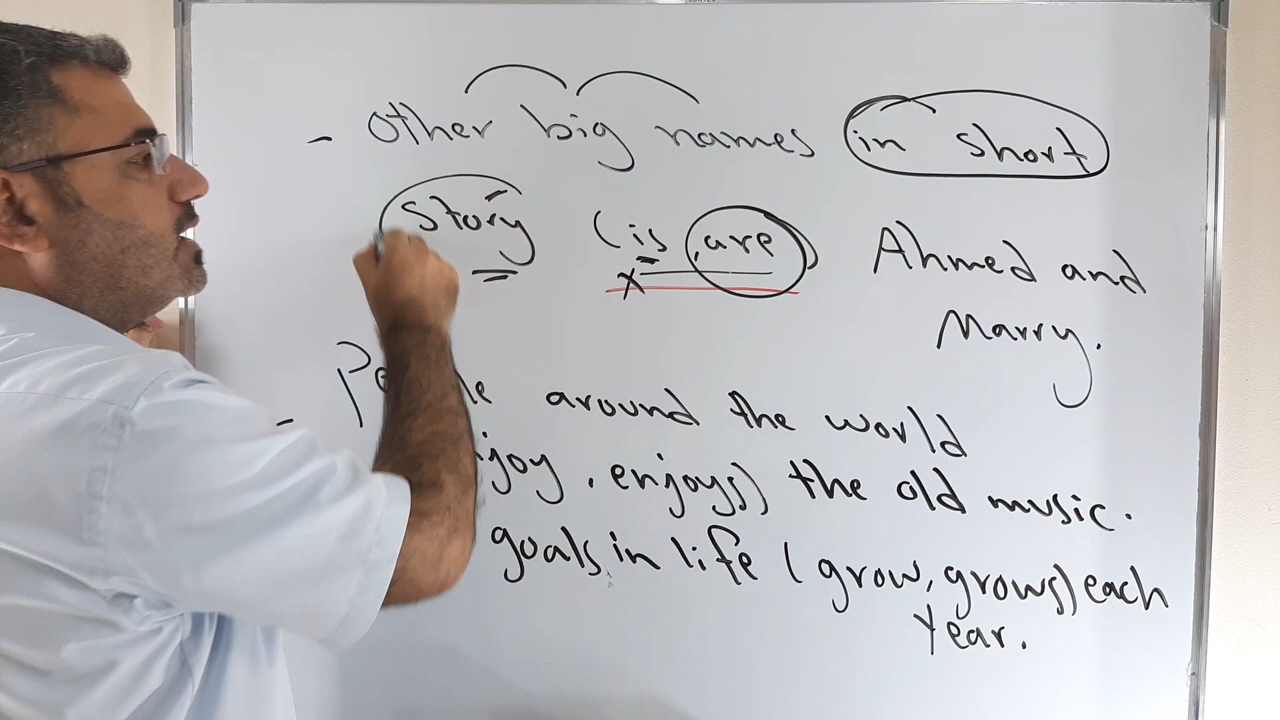 - Other big names in short
story (is, are) Ahmed and
Marry.
- around the world
enjoys) the old music.
goals in life (grow, grows) each
Year.